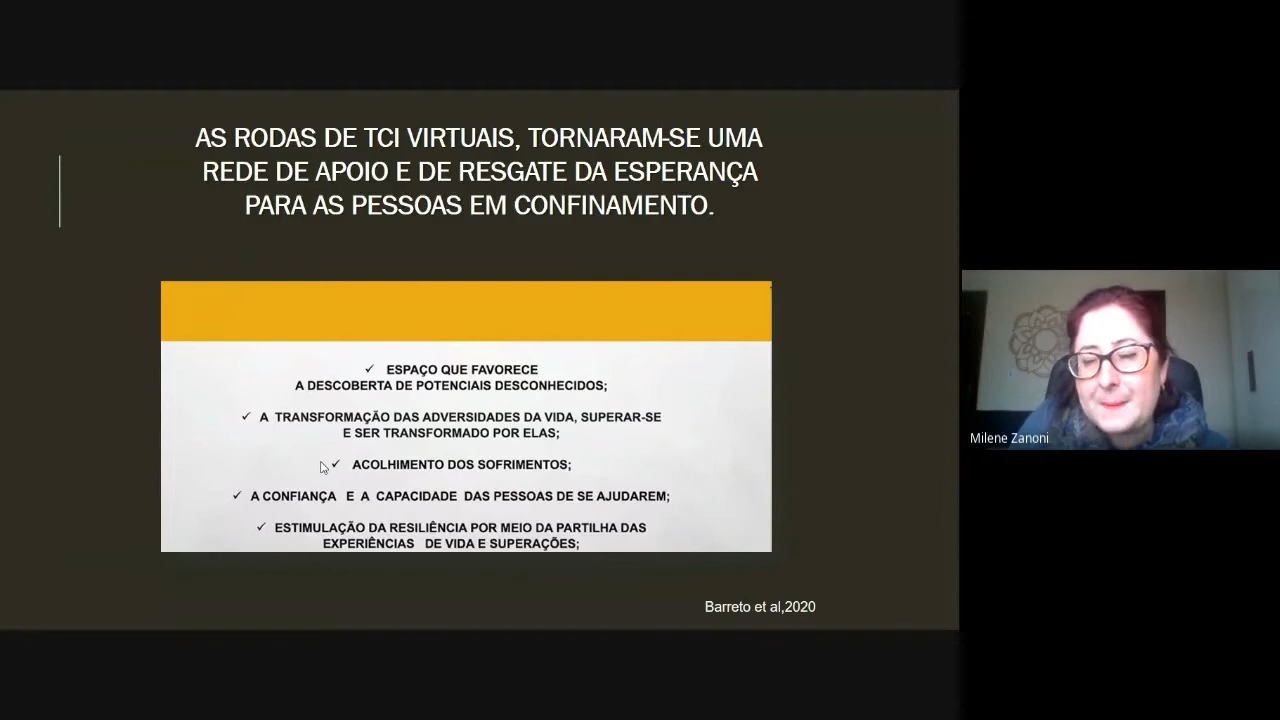 AS RODAS DE TCI VIRTUAIS, TORNARAM-SE UMA
REDE DE APOIO E DE RESGATE DA ESPERANÇA
PARA AS PESSOAS EM CONFINAMENTO.
✓ ESPAÇO QUE FAVORECE
A DESCOBERTA DE POTENCIAIS DESCONHECIDOS;
✓ A TRANSFORMAÇÃO DAS ADVERSIDADES DA VIDA, SUPERAR-SE
E SER TRANSFORMADO POR ELAS;
✓ ACOLHIMENTO DOS SOFRIMENTOS;
✓ A CONFIANÇA E A CAPACIDADE DAS PESSOAS DE SE AJUDAREM;
✓ ESTIMULAÇÃO DA RESILIÊNCIA POR MEIO DA PARTILHA DAS
EXPERIÊNCIAS DE VIDA E SUPERAÇÕES;
Barreto et al,2020
Milene Zanoni